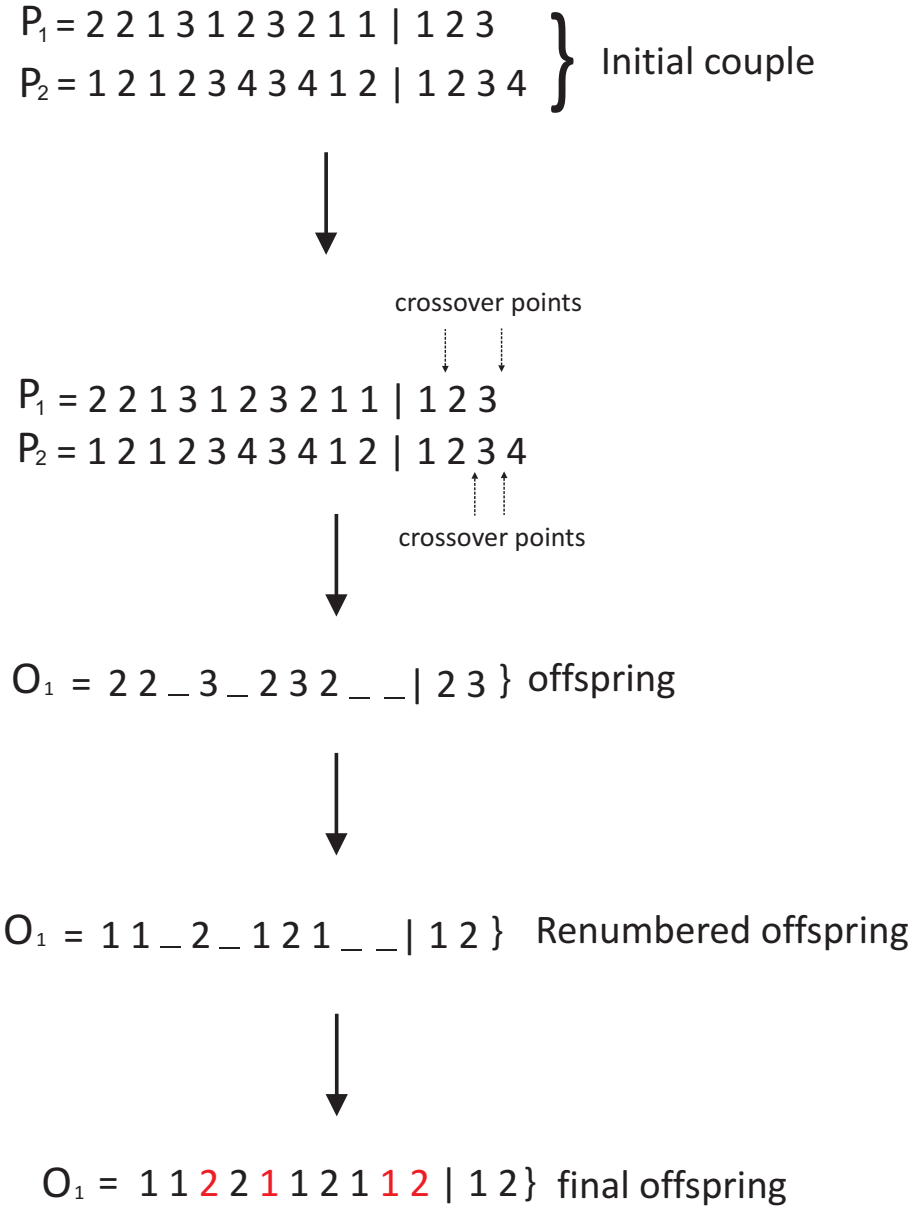 P1 = 2 2 1 3 1 2 3 2 1 1 | 1 2 3
P2 = 1 2 1 2 3 4 3 4 1 2 | 1 2 3 4
} Initial couple
crossover points
P1 = 2 2 1 3 1 2 3 2 1 1 | 1 2 3
P2 = 1 2 1 2 3 4 3 4 1 2 | 1 2 3 4
crossover points
O1 = 2 2 _ 3 _ 2 3 2 _ _ | 2 3 } offspring
O1 = 1 1 _ 2 _ 1 2 1 _ _ | 1 2 } Renumbered offspring
O1 = 1 1 2 2 1 1 2 1 1 2 | 1 2 } final offspring